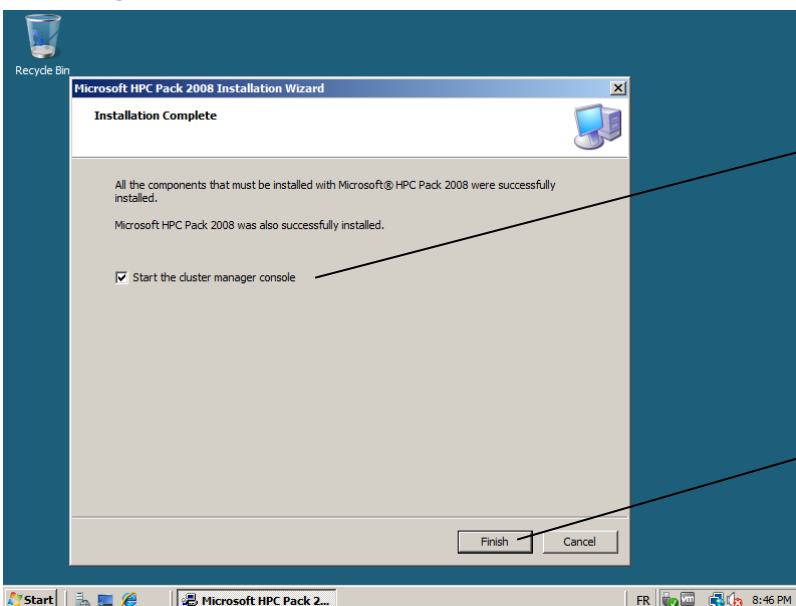 Recycle Bin
Microsoft HPC Pack 2008 Installation Wizard
Installation Complete
All the components that must be installed with Microsoft® HPC Pack 2008 were successfully
installed.
Microsoft HPC Pack 2008 was also successfully installed.
Start the cluster manager console
Finish
Cancel
Start
Microsoft HPC Pack 2...
FR
8:46 PM